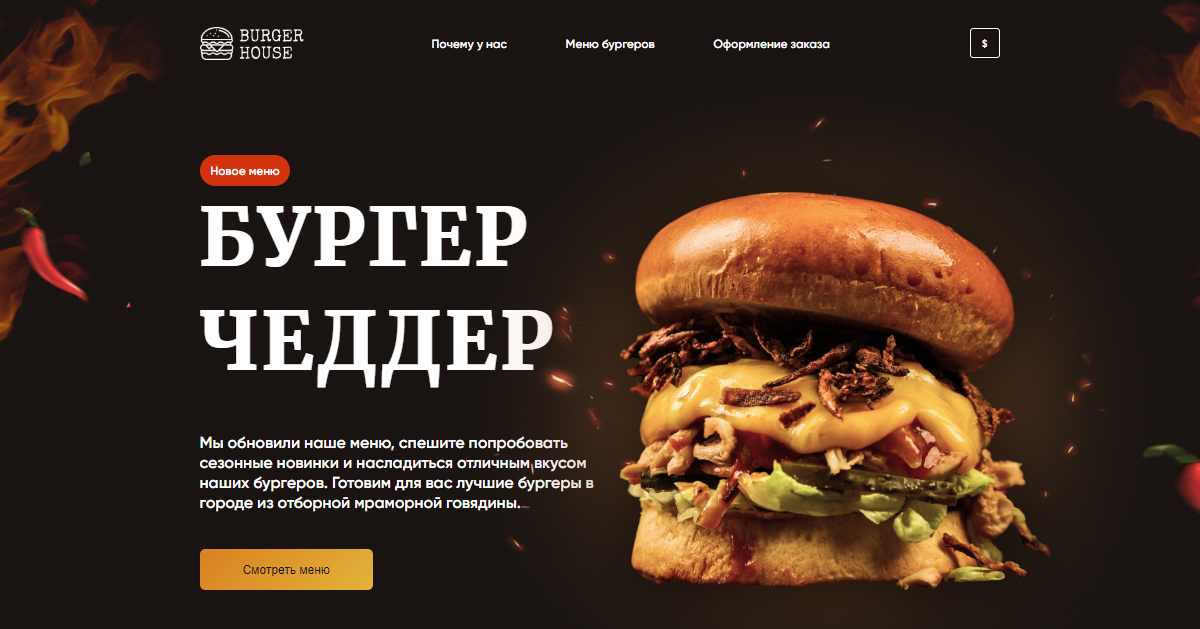 BURGER
HOUSE
Почему у нас
Меню бургеров
Оформление заказа
$
Новое меню
БУРГЕР
ЧЕДДЕР
Мы обновили наше меню, спешите попробовать
сезонные новинки и насладиться отличным вкусом
наших бургеров. Готовим для вас лучшие бургеры в
городе из отборной мраморной говядины.
Смотреть меню